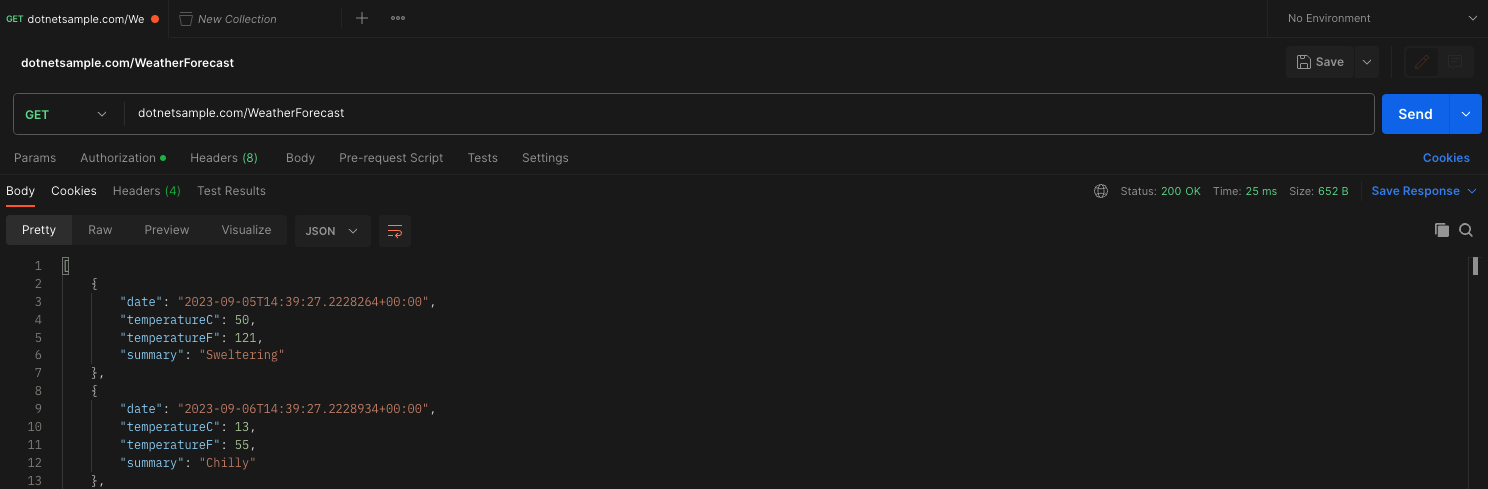 GET dotnetsample.com/We New Collection No Environment
dotnetsample.com/WeatherForecast Save
GET dotnetsample.com/WeatherForecast Send
Params Authorization Headers (8) Body Pre-request Script Tests Settings Cookies
Body Cookies Headers (4) Test Results Status: 200 OK Time: 25 ms Size: 652 B Save Response
Pretty Raw Preview Visualize JSON
1 [
2 {
3 "date": "2023-09-05T14:39:27.2228264+00:00",
4 "temperatureC": 50,
5 "temperatureF": 121,
6 "summary": "Sweltering"
7 },
8 {
9 "date": "2023-09-06T14:39:27.2228934+00:00",
10 "temperatureC": 13,
11 "temperatureF": 55,
12 "summary": "Chilly"
13 },